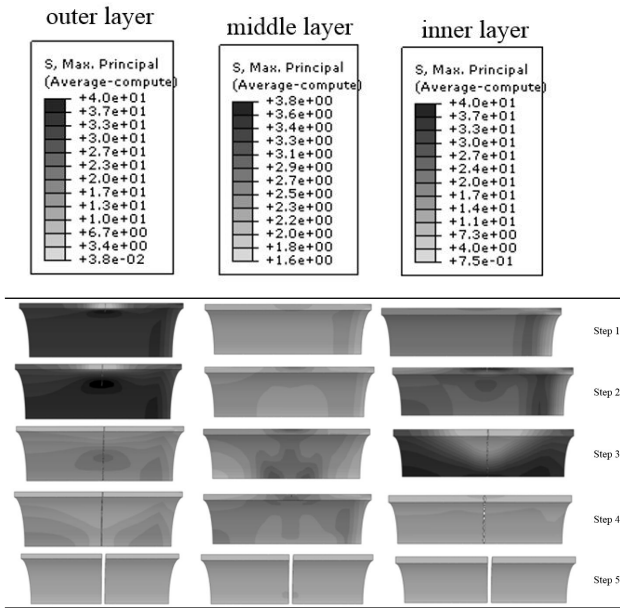 outer layer
middle layer
inner layer
S, Max. Principal
(Average-compute)
+4.0e+01
+3.7e+01
+3.3e+01
+3.0e+01
+2.7e+01
+2.3e+01
+2.0e+01
+1.7e+01
+1.3e+01
+1.0e+01
+6.7e+00
+3.4e+00
+3.8e-02
S, Max. Principal
(Average-compute)
+3.8e+00
+3.6e+00
+3.4e+00
+3.3e+00
+3.1e+00
+2.9e+00
+2.7e+00
+2.5e+00
+2.3e+00
+2.2e+00
+2.0e+00
+1.8e+00
+1.6e+00
S, Max. Principal
(Average-compute)
+4.0e+01
+3.7e+01
+3.3e+01
+3.0e+01
+2.7e+01
+2.4e+01
+2.0e+01
+1.7e+01
+1.4e+01
+1.1e+01
+7.3e+00
+4.0e+00
+7.5e-01
Step 1
Step 2
Step 3
Step 4
Step 5